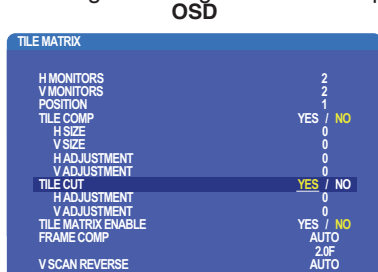 OSD
TILE MATRIX
H MONITORS 2
V MONITORS 2
POSITION 1
TILE COMP YES / NO
H SIZE 0
V SIZE 0
H ADJUSTMENT 0
V ADJUSTMENT 0
TILE CUT YES / NO
H ADJUSTMENT 0
V ADJUSTMENT 0
TILE MATRIX ENABLE YES / NO
FRAME COMP AUTO
2.0F
V SCAN REVERSE AUTO